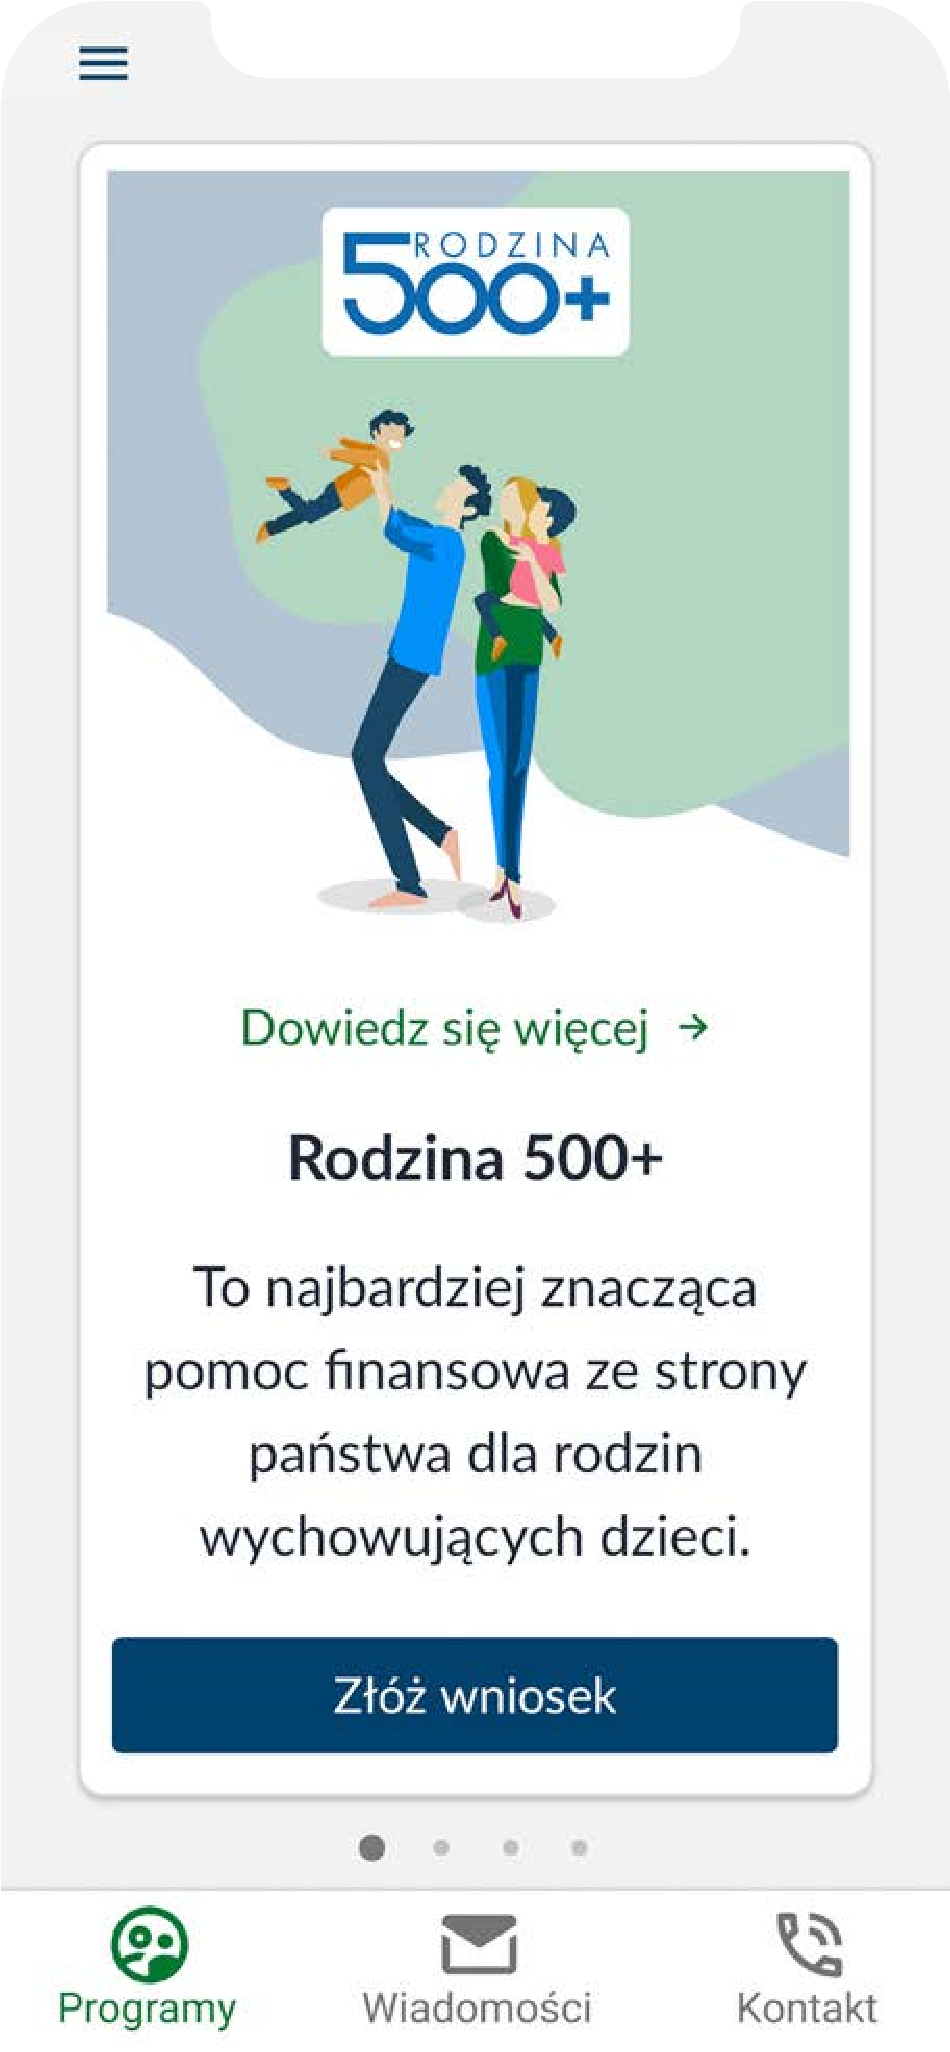 RODZINA
500+
Dowiedz się więcej
Rodzina 500+
To najbardziej znacząca
pomoc finansowa ze strony
państwa dla rodzin
wychowujących dzieci.
Złóż wniosek
Programy
Wiadomości
Kontakt